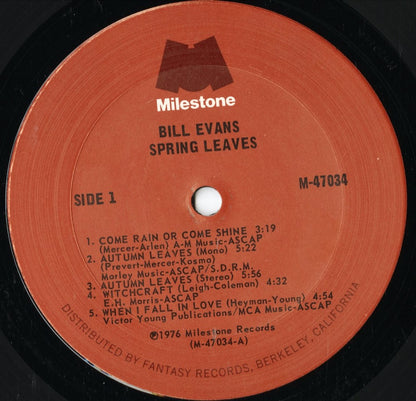 Milestone
BILL EVANS
SPRING LEAVES
SIDE 1
M-47034
1. COME RAIN OR COME SHINE 3:19
(Mercer-Arlen) A-M Music-ASCAP
2. AUTUMN LEAVES (Mono) 5:22
(Prevert-Mercer-Kosmo)
Morley Music-ASCAP/S.D.R.M.
3. AUTUMN LEAVES (Stereo) 5:56
4. WITCHCRAFT (Leigh-Coleman) 4:32
E.H. Morris-ASCAP
5. WHEN I FALL IN LOVE (Heyman-Young) 4:54
Victor Young Publications/MCA Music-ASCAP
℗1976 Milestone Records
(M-47034-A)
DISTRIBUTED BY FANTASY RECORDS, BERKELEY, CALIFORNIA